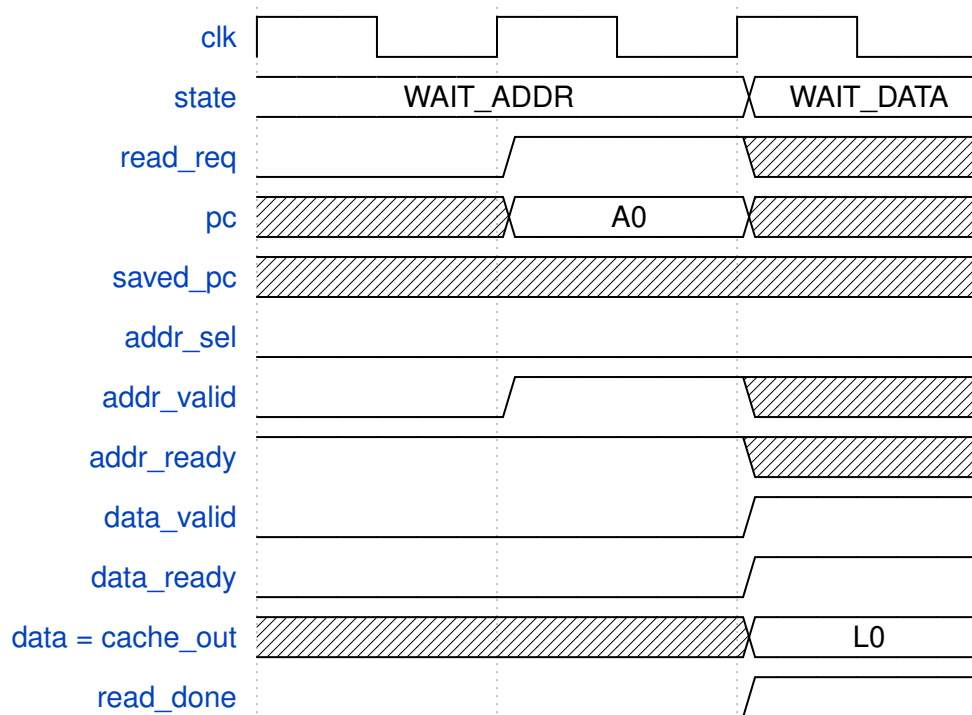 clk
state WAIT_ADDR WAIT_DATA
read_req
pc A0
saved_pc
addr_sel
addr_valid
addr_ready
data_valid
data_ready
data = cache_out L0
read_done